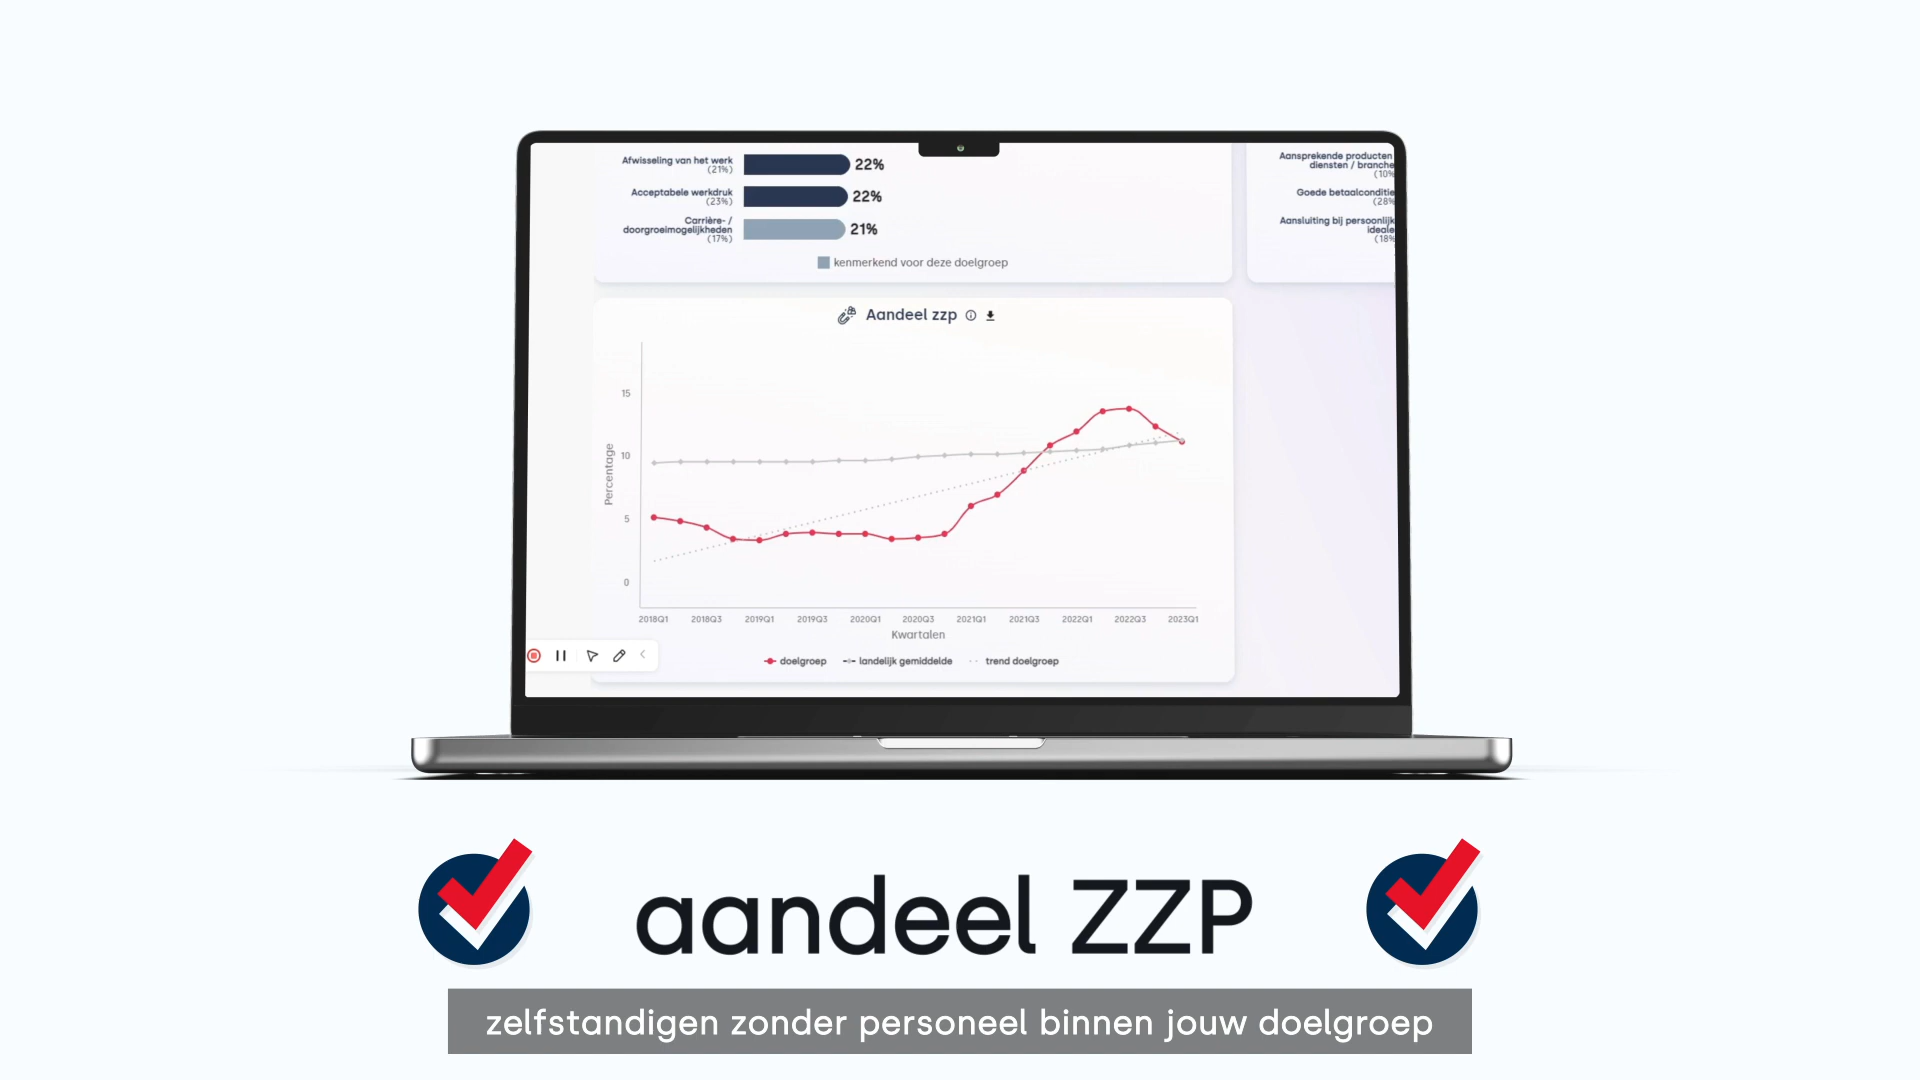 Afwisseling van het werk
(21%)
22%
Acceptabele werkdruk
(23%)
22%
Carrière- /
doorgroeimogelijkheden
(17%)
21%
kenmerkend voor deze doelgroep
Aansprekende producten
diensten / branche
(10%
Goede betaalconditie
(28%
Aansluiting bij persoonlijk
ideale
(18%
Aandeel zzp
Percentage
15
10
5
0
2018Q1 2018Q3 2019Q1 2019Q3 2020Q1 2020Q3 2021Q1 2021Q3 2022Q1 2022Q3 2023Q1
Kwartalen
doelgroep landelijk gemiddelde trend doelgroep
aandeel ZZP
zelfstandigen zonder personeel binnen jouw doelgroep